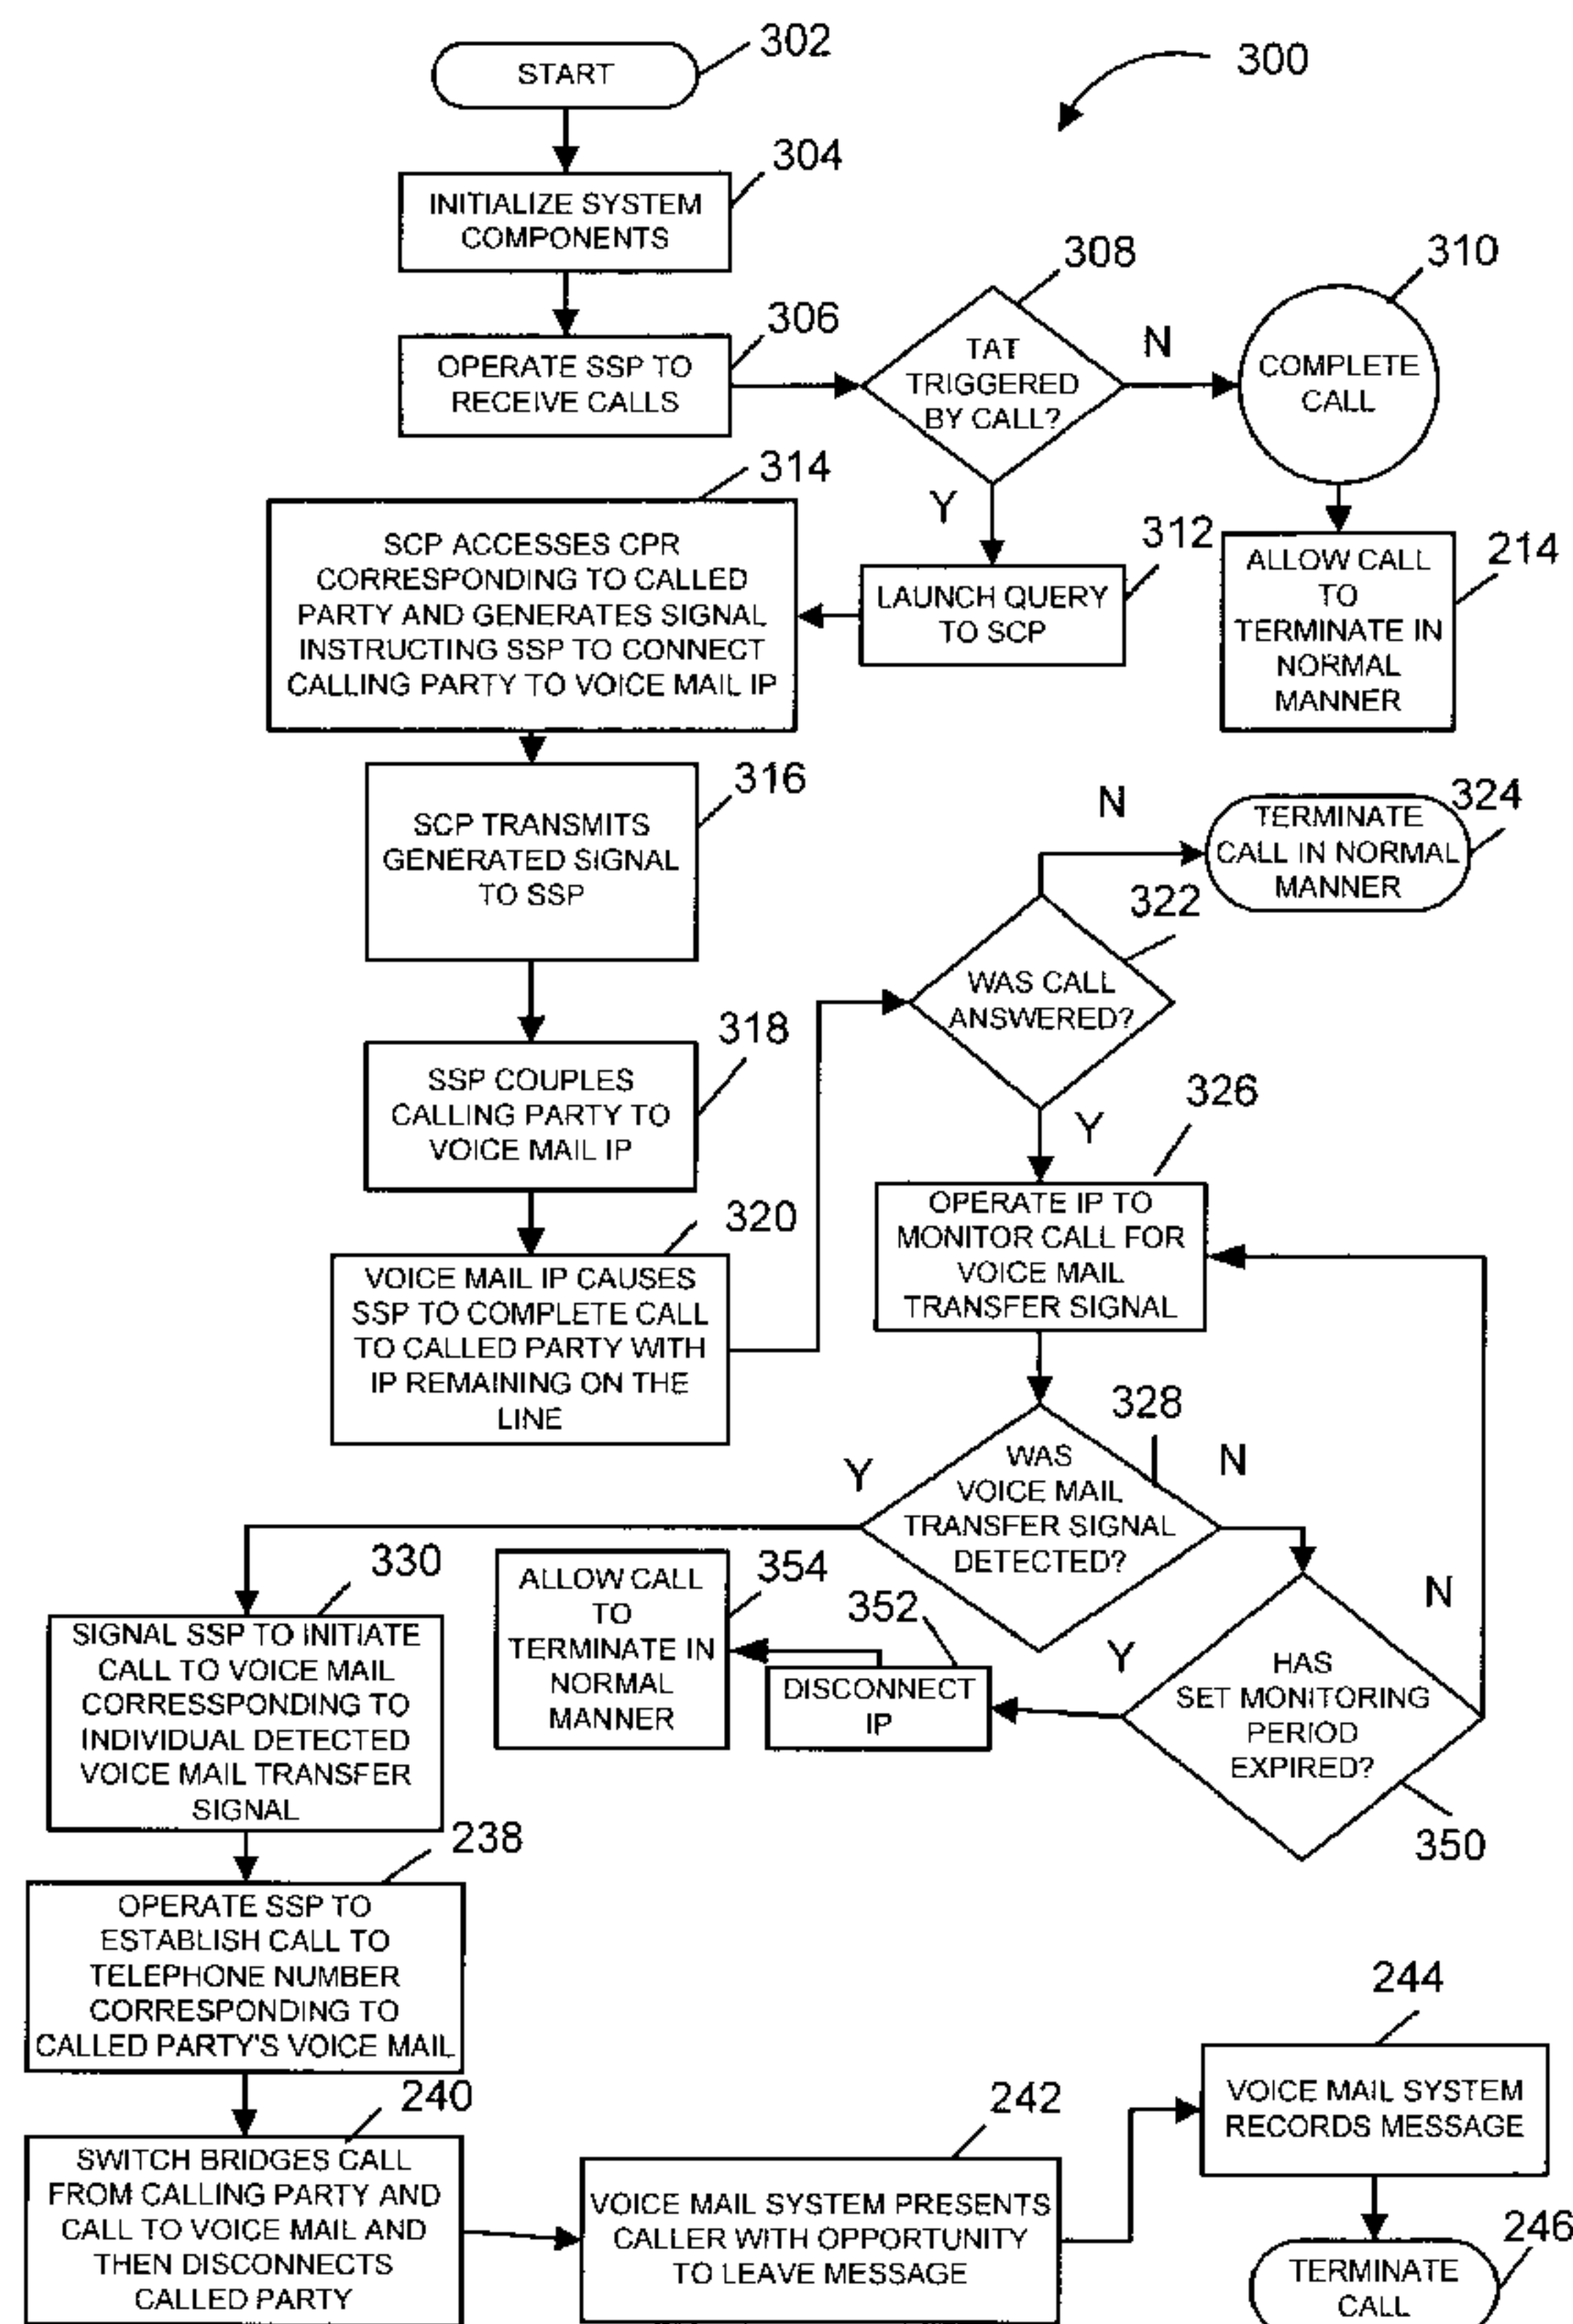 302
START
300
304
INITIALIZE SYSTEM
COMPONENTS
306
OPERATE SSP TO
RECEIVE CALLS
308
TAT
TRIGGERED
BY CALL?
N
Y
310
COMPLETE
CALL
214
ALLOW CALL
TO
TERMINATE IN
NORMAL
MANNER
312
LAUNCH QUERY
TO SCP
314
SCP ACCESSES CPR
CORRESPONDING TO CALLED
PARTY AND GENERATES SIGNAL
INSTRUCTING SSP TO CONNECT
CALLING PARTY TO VOICE MAIL IP
316
SCP TRANSMITS
GENERATED SIGNAL
TO SSP
318
SSP COUPLES
CALLING PARTY TO
VOICE MAIL IP
320
VOICE MAIL IP CAUSES
SSP TO COMPLETE CALL
TO CALLED PARTY WITH
IP REMAINING ON THE
LINE
322
WAS CALL
ANSWERED?
N
Y
324
TERMINATE
CALL IN NORMAL
MANNER
326
OPERATE IP TO
MONITOR CALL FOR
VOICE MAIL
TRANSFER SIGNAL
328
WAS
VOICE MAIL
TRANSFER SIGNAL
DETECTED?
Y
N
350
HAS
SET MONITORING
PERIOD
EXPIRED?
Y
N
352
DISCONNECT
IP
354
ALLOW CALL
TO
TERMINATE IN
NORMAL
MANNER
330
SIGNAL SSP TO INITIATE
CALL TO VOICE MAIL
CORRESSPONDING TO
INDIVIDUAL DETECTED
VOICE MAIL TRANSFER
SIGNAL
238
OPERATE SSP TO
ESTABLISH CALL TO
TELEPHONE NUMBER
CORRESPONDING TO
CALLED PARTY'S VOICE MAIL
240
SWITCH BRIDGES CALL
FROM CALLING PARTY AND
CALL TO VOICE MAIL AND
THEN DISCONNECTS
CALLED PARTY
242
VOICE MAIL SYSTEM PRESENTS
CALLER WITH OPPORTUNITY
TO LEAVE MESSAGE
244
VOICE MAIL SYSTEM
RECORDS MESSAGE
246
TERMINATE
CALL